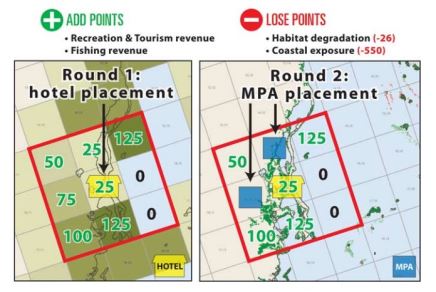 ADD POINTS
• Recreation & Tourism revenue
• Fishing revenue
LOSE POINTS
• Habitat degradation (-26)
• Coastal exposure (-550)
Round 1:
hotel placement
125
25
50
0
25
75
0
125
100
HOTEL
Round 2:
MPA placement
125
50
0
25
0
125
100
MPA